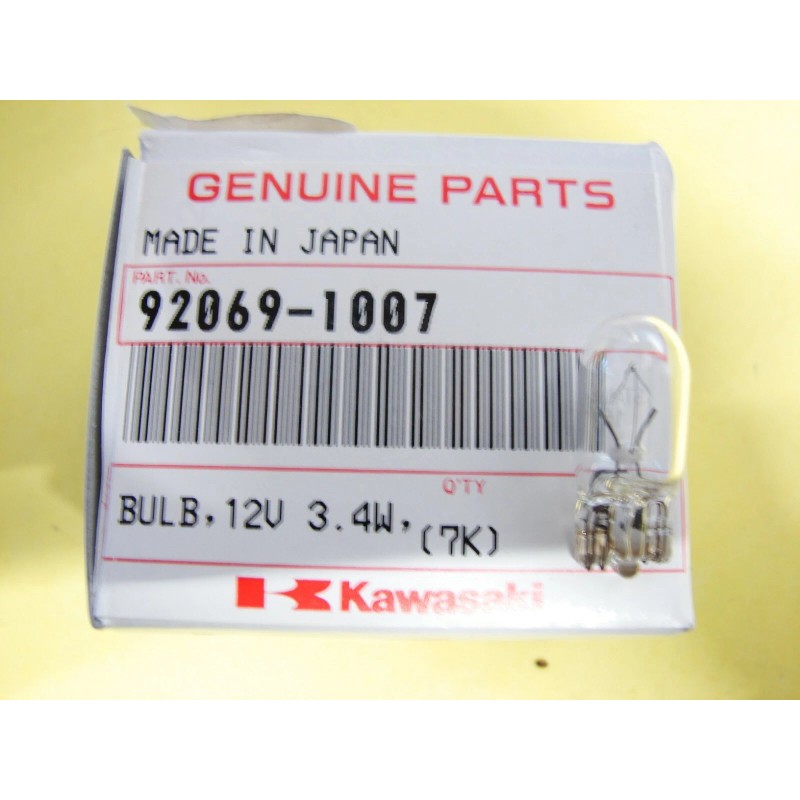 GENUINE PARTS
MADE IN JAPAN
PART. No.
92069-1007
Q'TY
BULB, 12V 3.4W, (7K)
Kawasaki